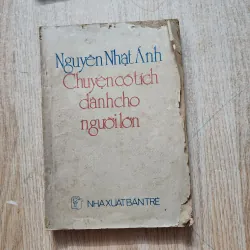 Nguyễn Nhật Ánh
Chuyện cổ tích
dành cho
người lớn
NHÀ XUẤT BẢN TRẺ